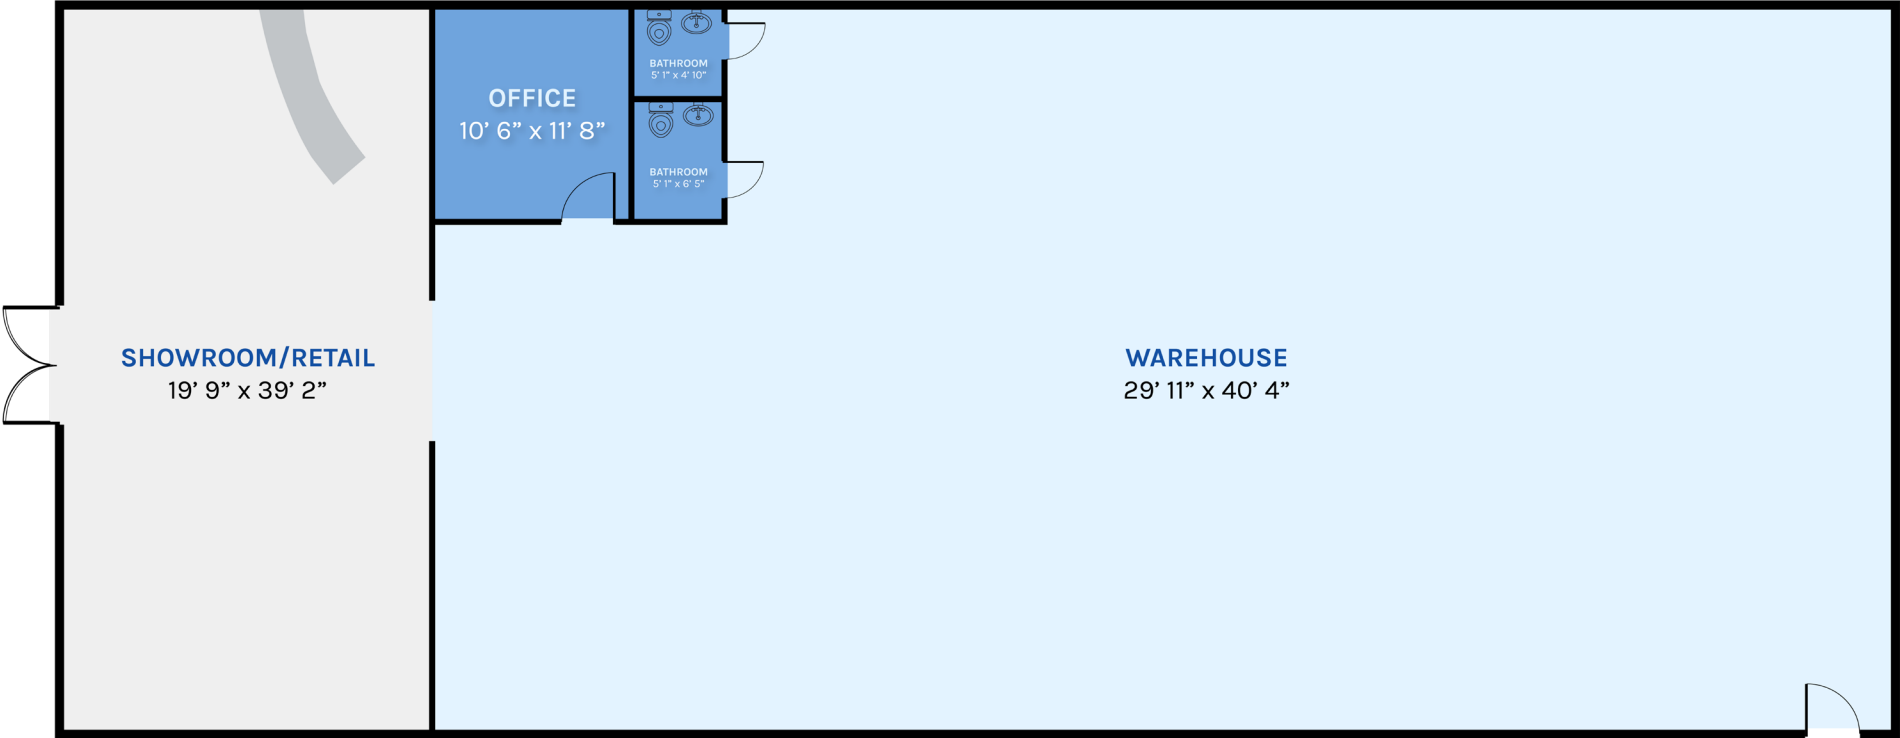 BATHROOM
5’ 1” x 4’ 10”
OFFICE
10’ 6” x 11’ 8”
BATHROOM
5’ 1” x 6’ 5”
SHOWROOM/RETAIL
19’ 9” x 39’ 2”
WAREHOUSE
29’ 11” x 40’ 4”